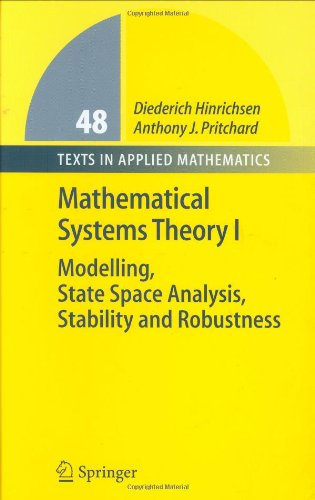 48
Diederich Hinrichsen
Anthony J. Pritchard
TEXTS IN APPLIED MATHEMATICS
Mathematical
Systems Theory I
Modelling,
State Space Analysis,
Stability and Robustness
Springer